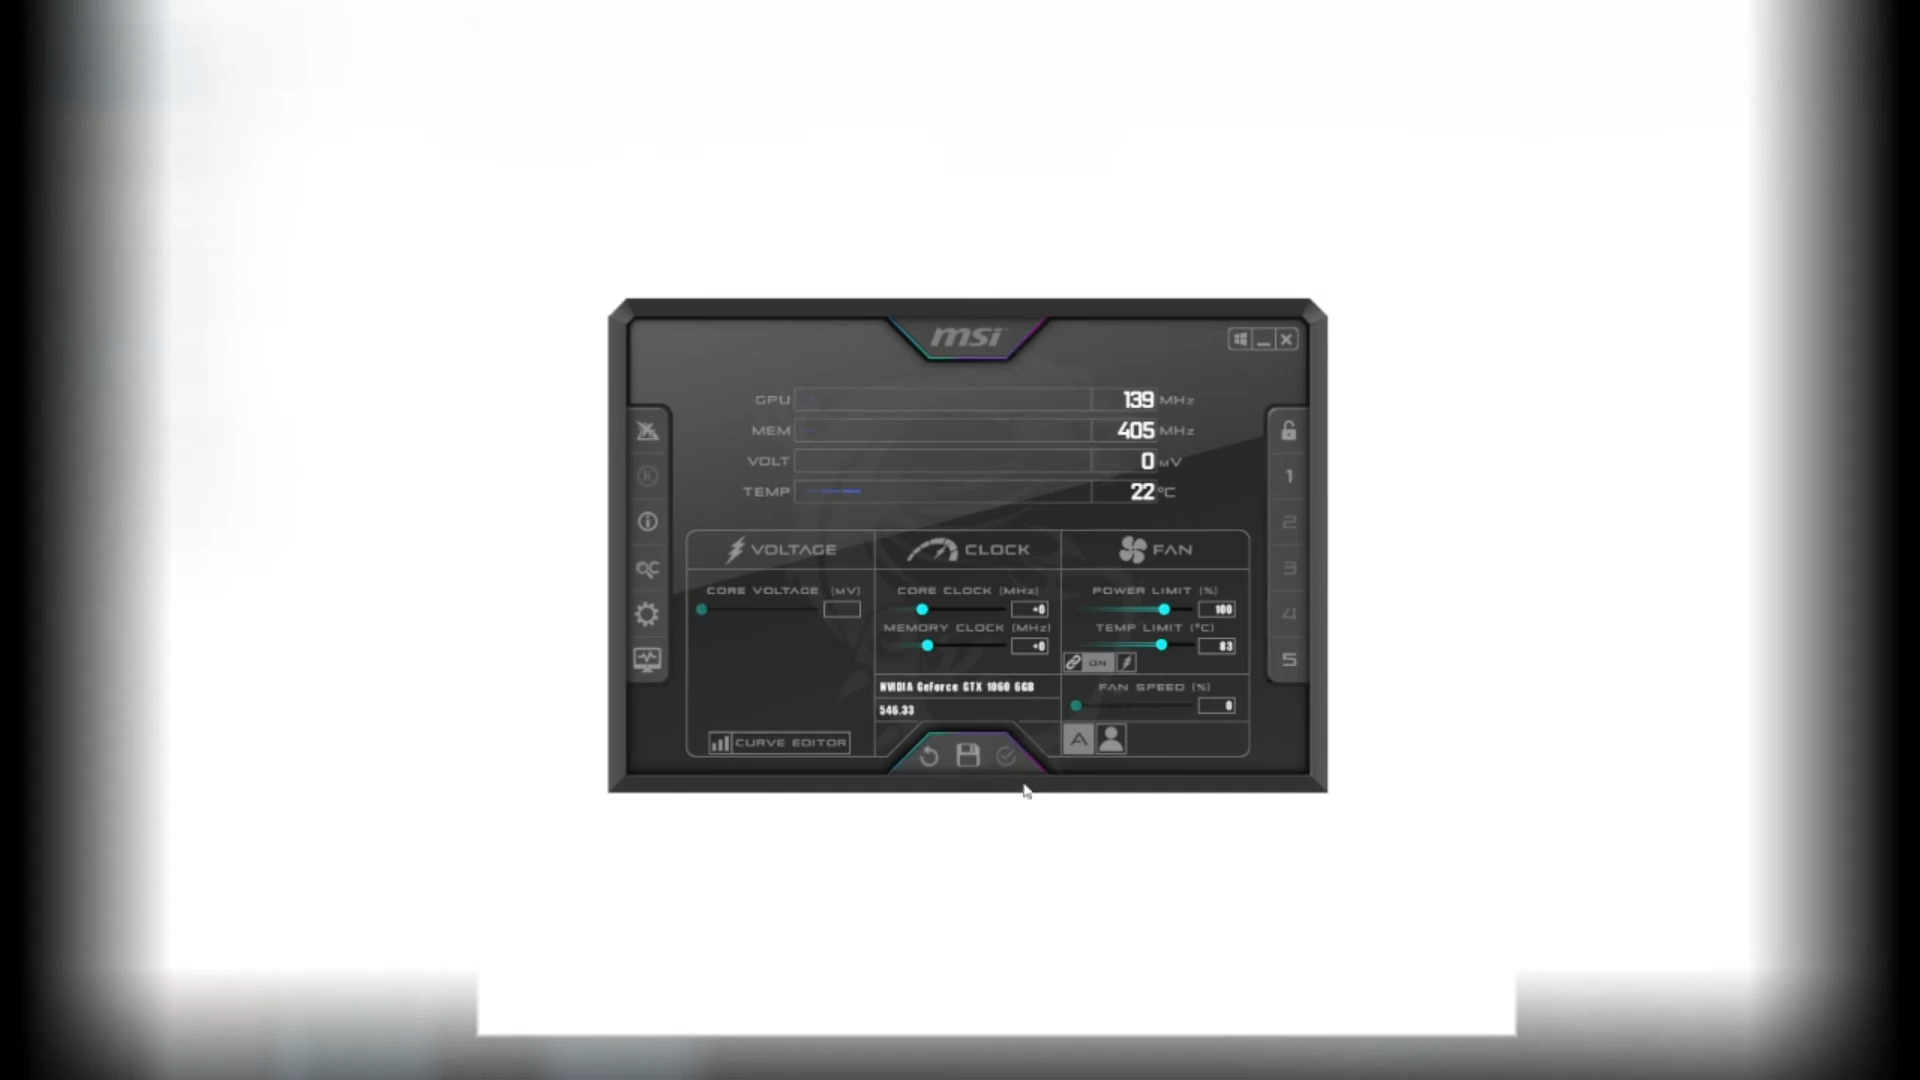 msi
GPU 139 MHz
MEM 405 MHz
VOLT 0 MV
TEMP 22 °C
K
1
2
3
4
5
VOLTAGE CLOCK FAN
CORE VOLTAGE (MV) CORE CLOCK (MHz) POWER LIMIT (%)
+0 100
MEMORY CLOCK (MHz) TEMP LIMIT (°C)
+0 83
ON
NVIDIA GeForce GTX 1060 6GB
546.33
FAN SPEED (%)
0
CURVE EDITOR
A